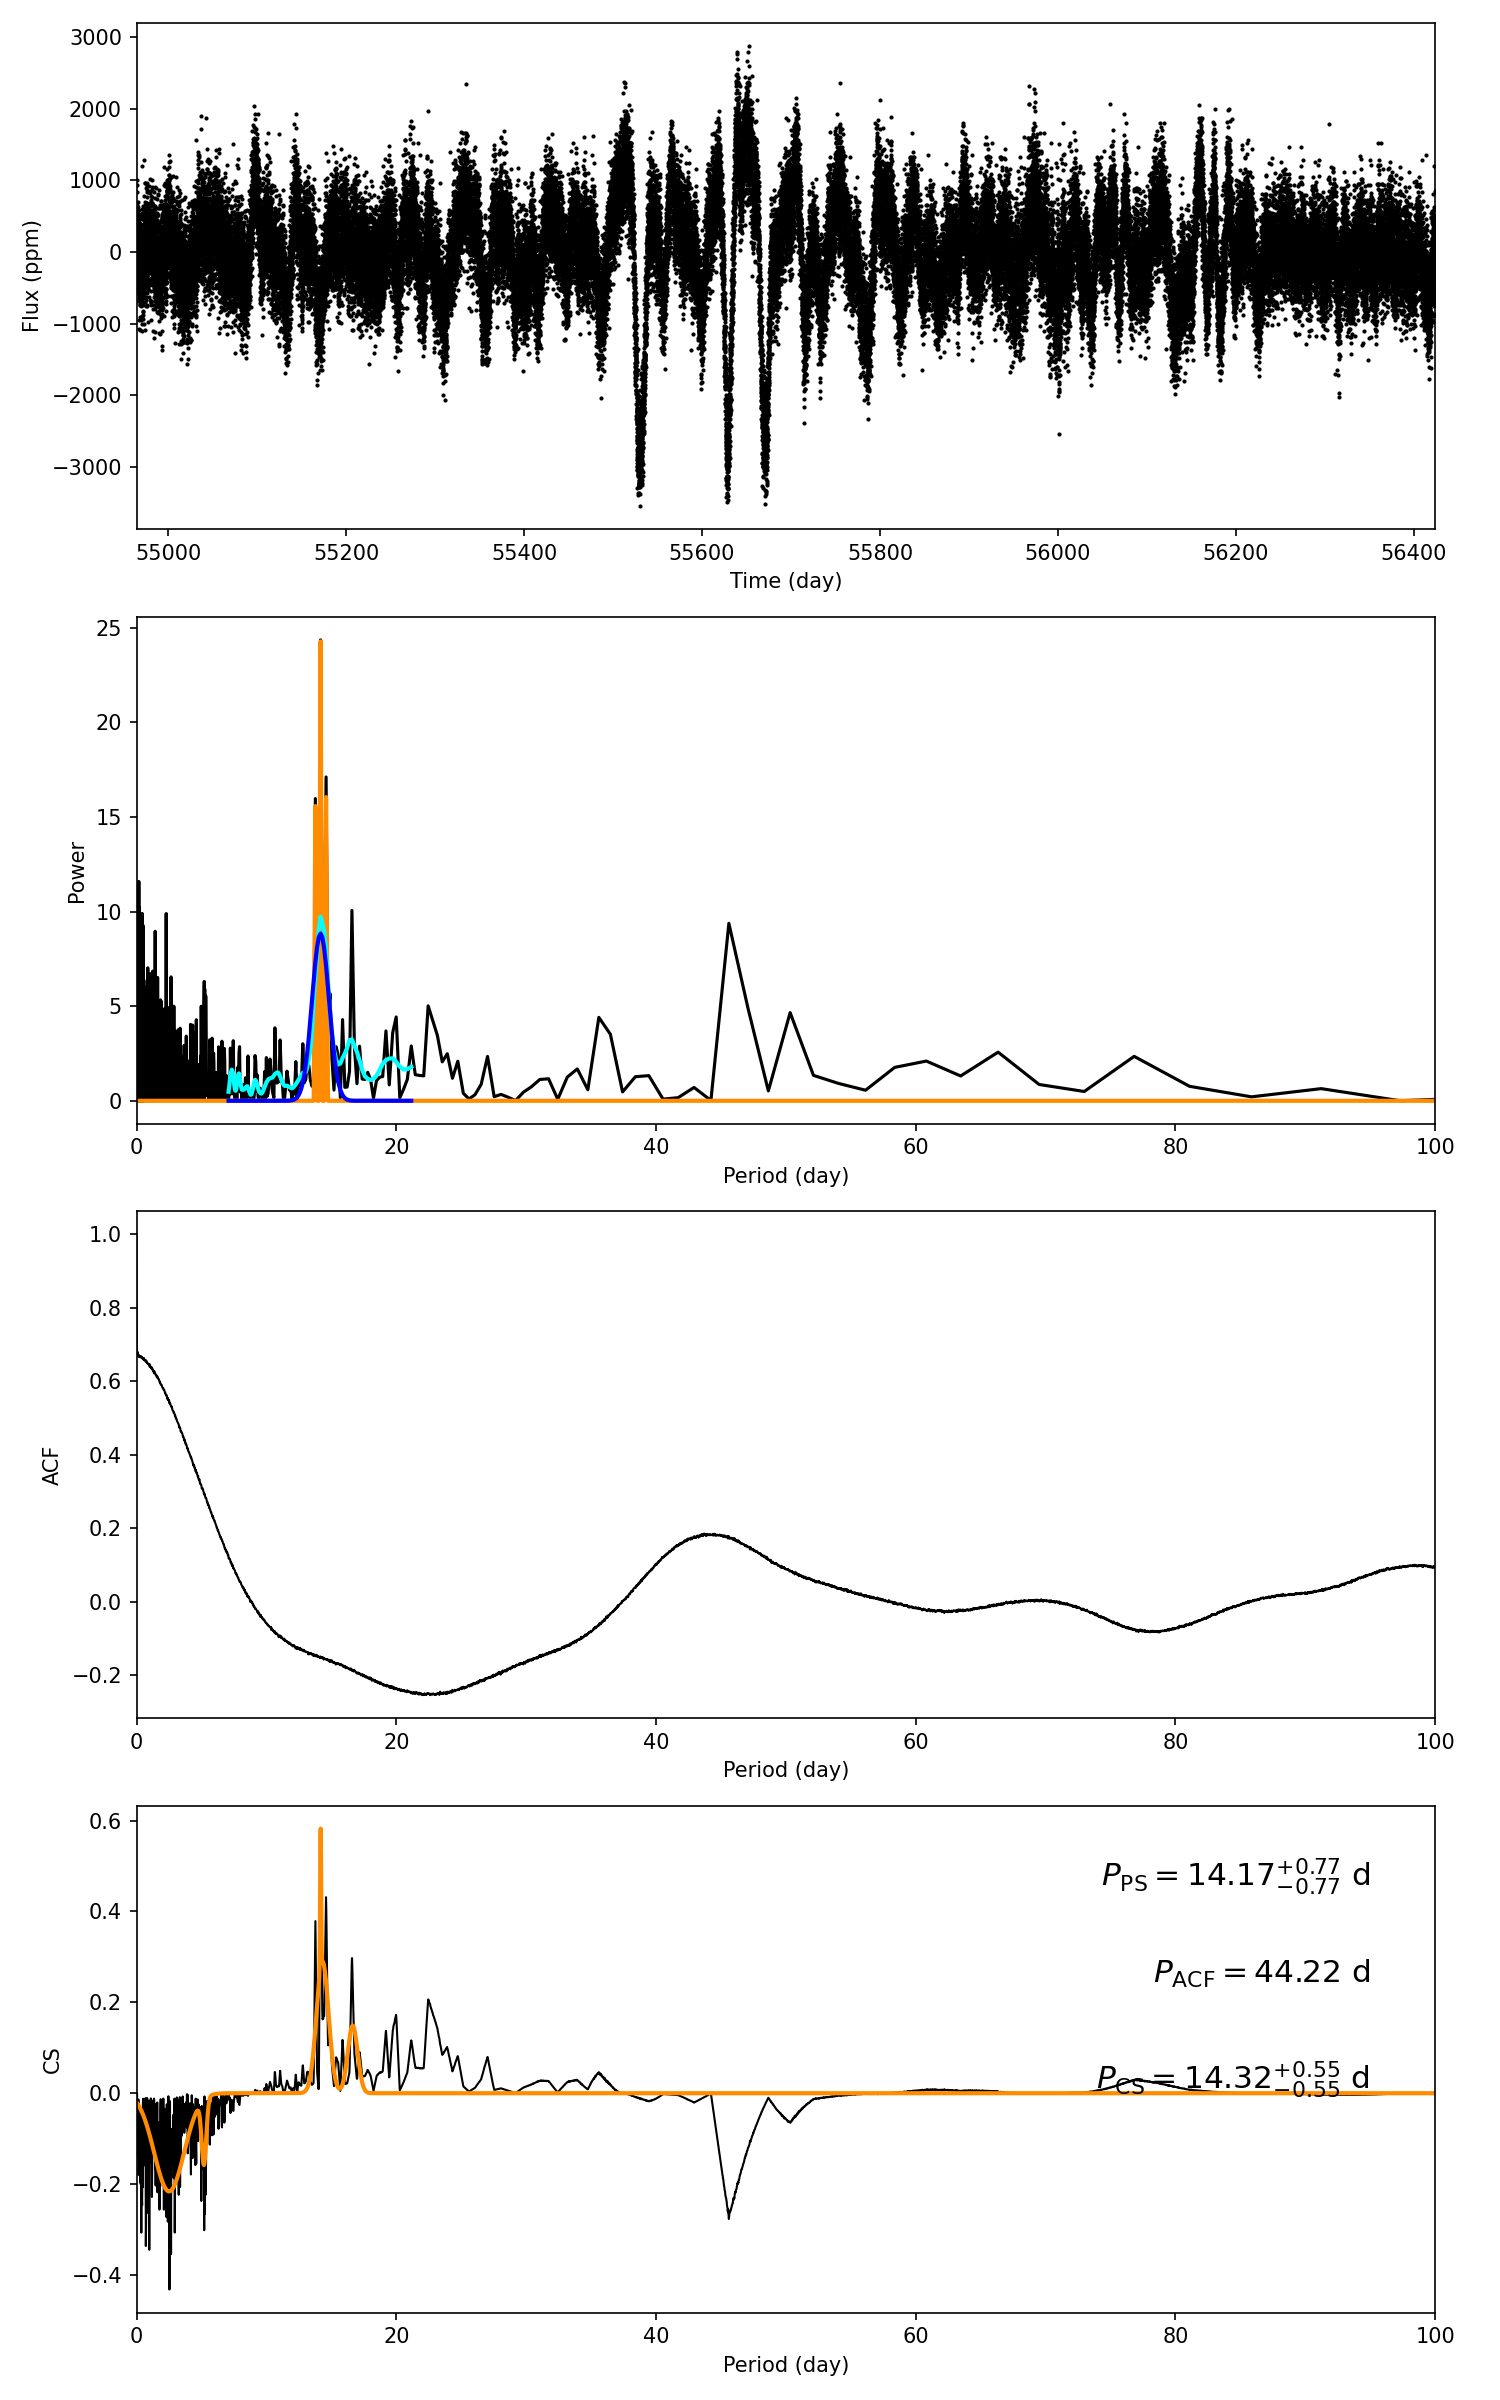 3000
2000
1000
0
−1000
−2000
−3000
Flux (ppm)
55000 55200 55400 55600 55800 56000 56200 56400
Time (day)
25
20
15
10
5
0
Power
0 20 40 60 80 100
Period (day)
1.0
0.8
0.6
0.4
0.2
0.0
−0.2
ACF
0 20 40 60 80 100
Period (day)
0.6
0.4
0.2
0.0
−0.2
−0.4
CS
P_PS = 14.17 +0.77 −0.77 d
P_ACF = 44.22 d
P_CS = 14.32 +0.55 −0.55 d
0 20 40 60 80 100
Period (day)